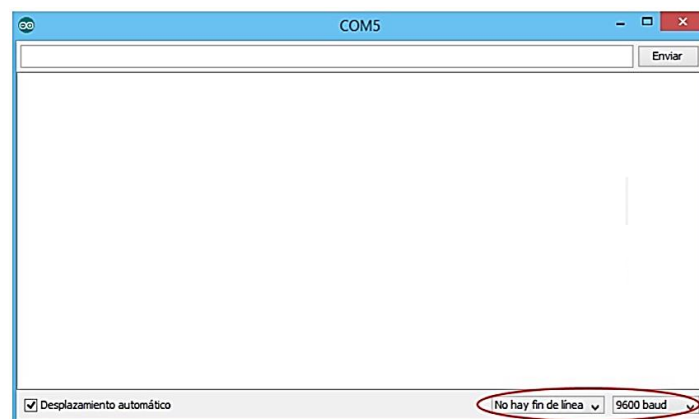 COM5
Enviar
Desplazamiento automático
No hay fin de línea
9600 baud